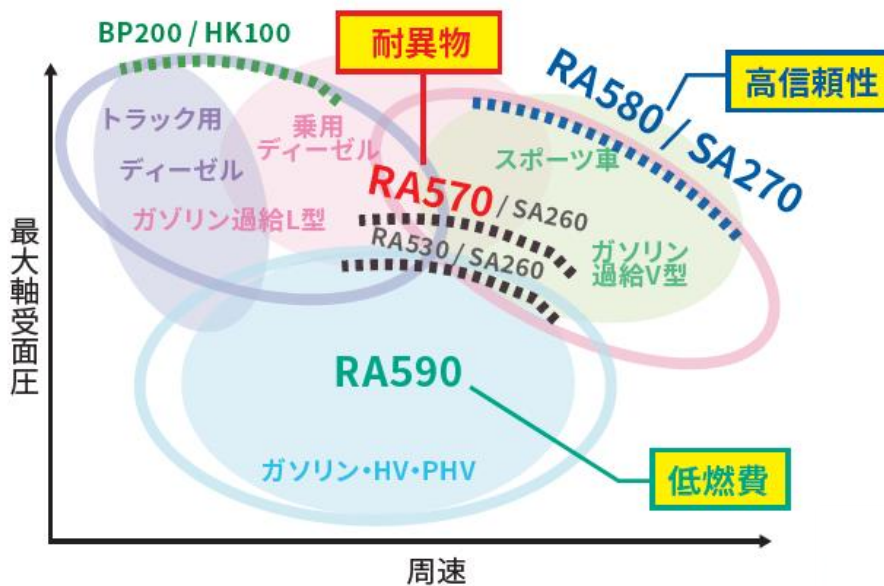 BP200 / HK100
耐異物
RA580 / SA270
高信頼性
トラック用
ディーゼル
乗用
ディーゼル
スポーツ車
RA570 / SA260
ガソリン過給L型
RA530 / SA260
ガソリン
過給V型
最大軸受面圧
RA590
ガソリン・HV・PHV
低燃費
周速